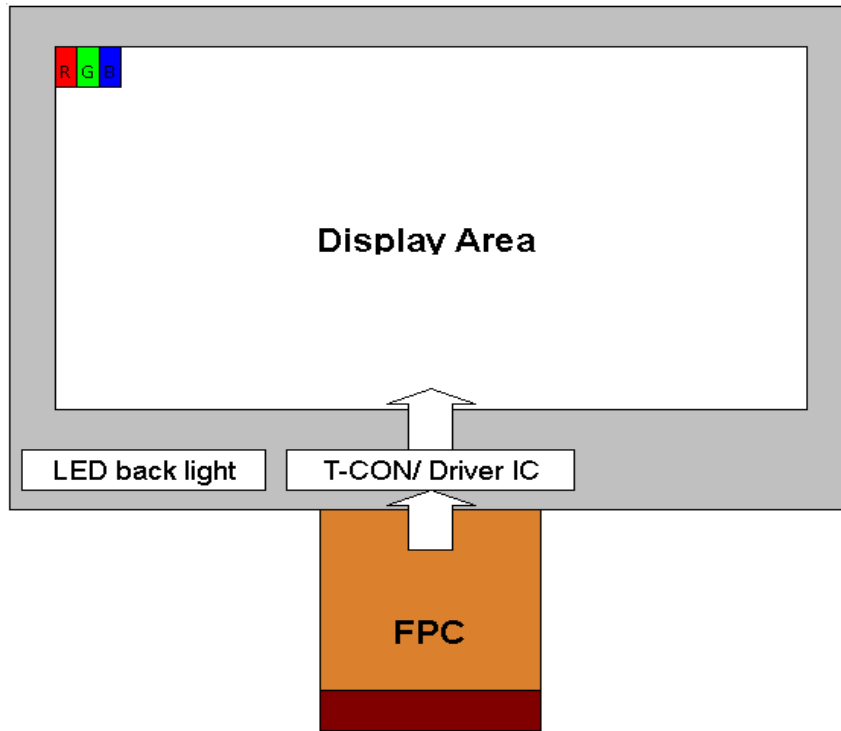 R G B
Display Area
LED back light
T-CON/ Driver IC
FPC